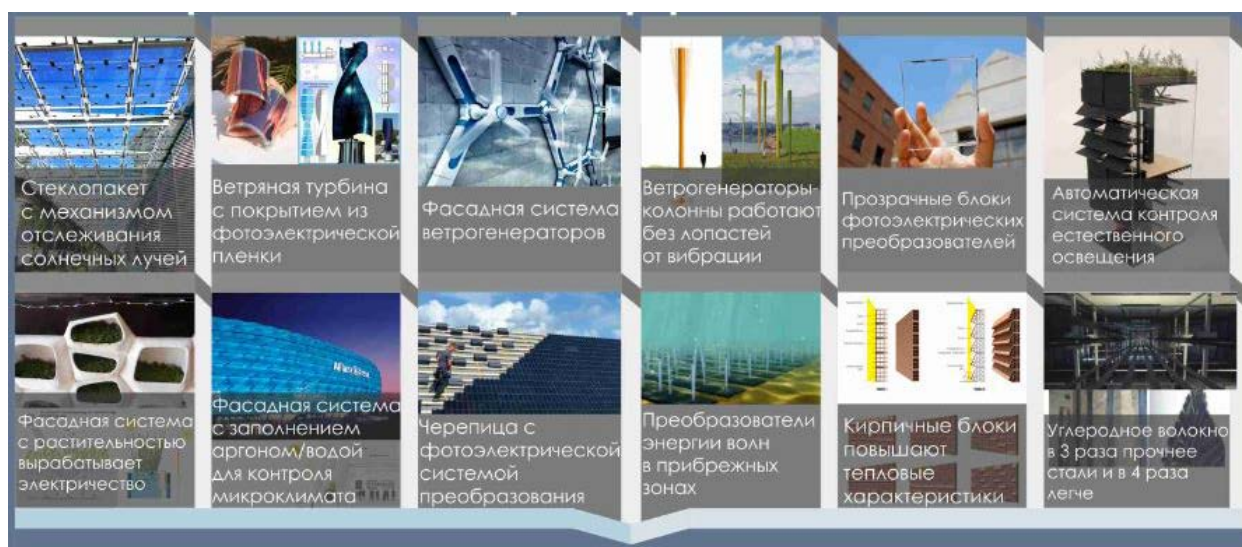 Стеклопакет
с механизмом
отслеживания
солнечных лучей
Ветряная турбина
с покрытием из
фотоэлектрической
пленки
Фасадная система
ветрогенераторов
Ветрогенераторы-
колонны работают
без лопастей
от вибрации
Прозрачные блоки
фотоэлектрических
преобразователей
Автоматическая
система контроля
естественного
освещения
Фасадная система
с растительностью
вырабатывает
электричество
Фасадная система
с заполнением
аргоном/водой
для контроля
микроклимата
Черепица с
фотоэлектрической
системой
преобразования
Преобразователи
энергии волн
в прибрежных
зонах
Кирпичные блоки
повышают
тепловые
характеристики
Углеродное волокно
в 3 раза прочнее
стали и в 4 раза
легче